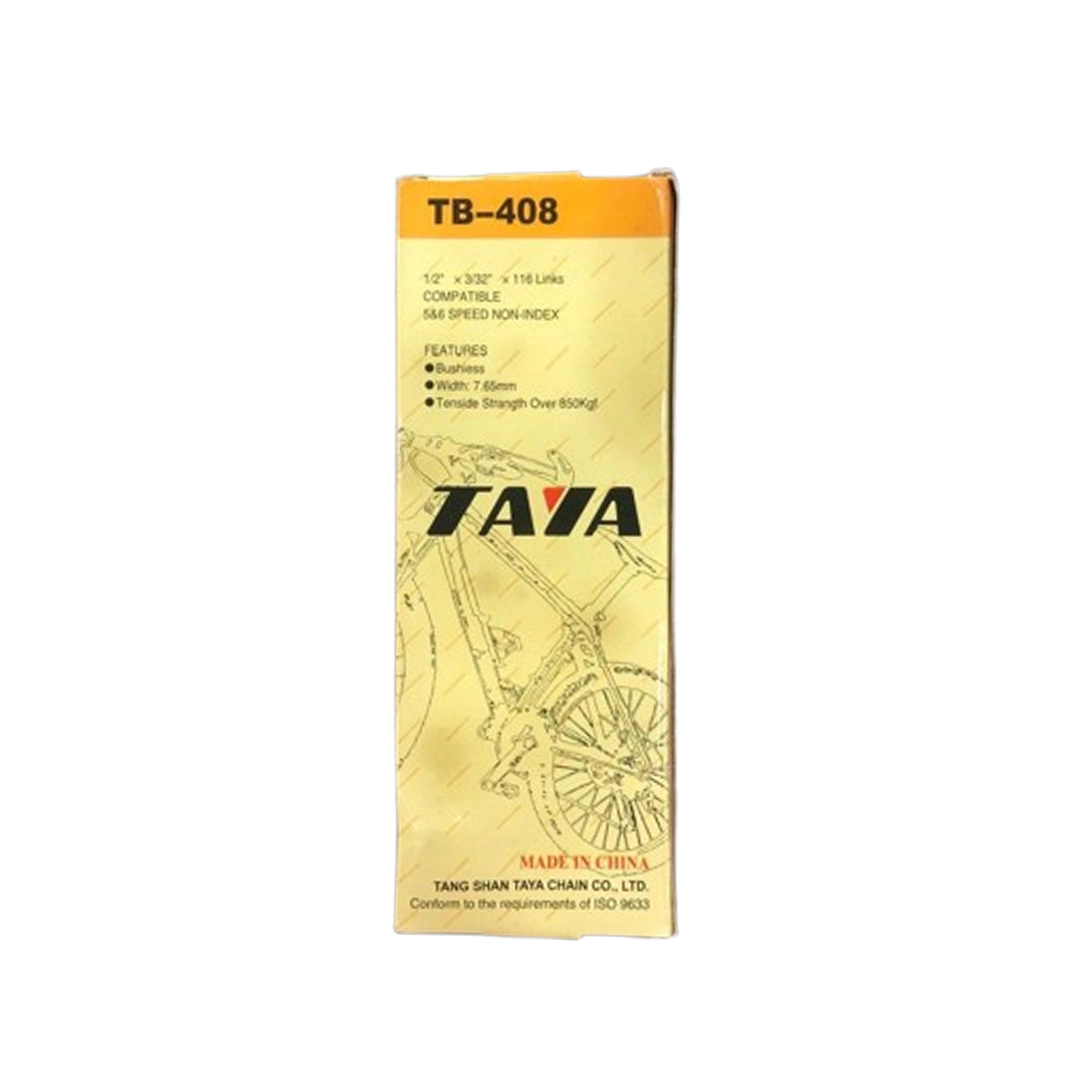 TB-408
1/2" x 3/32" x 116 Links
COMPATIBLE
5&6 SPEED NON-INDEX
FEATURES
●Bushless
●Width: 7.65mm
●Tenside Strangth Over 850Kgf
TAYA
MADE IN CHINA
TANG SHAN TAYA CHAIN CO., LTD.
Conform to the requirements of ISO 9633